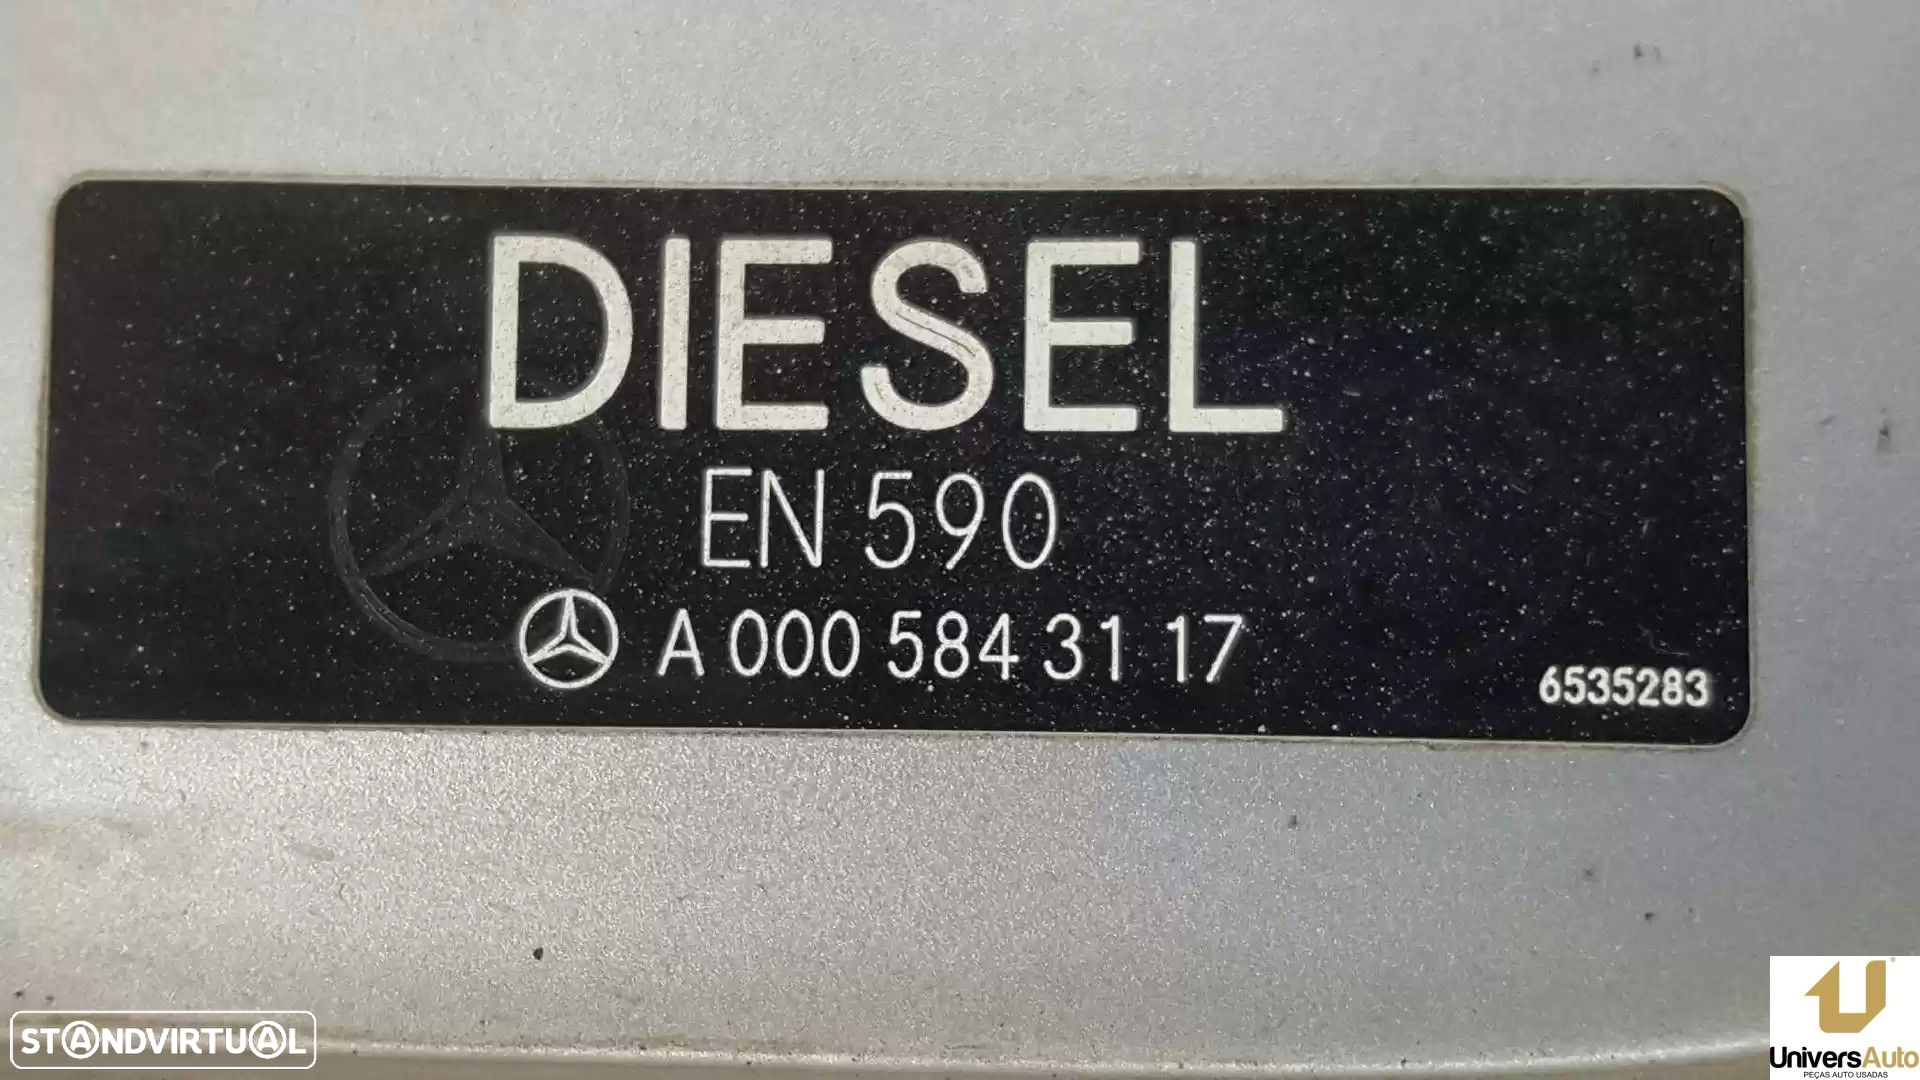 DIESEL
EN 590
A 000 584 31 17
6535283
STANDVIRTUAL
UniversAuto
PEÇAS AUTO USADAS